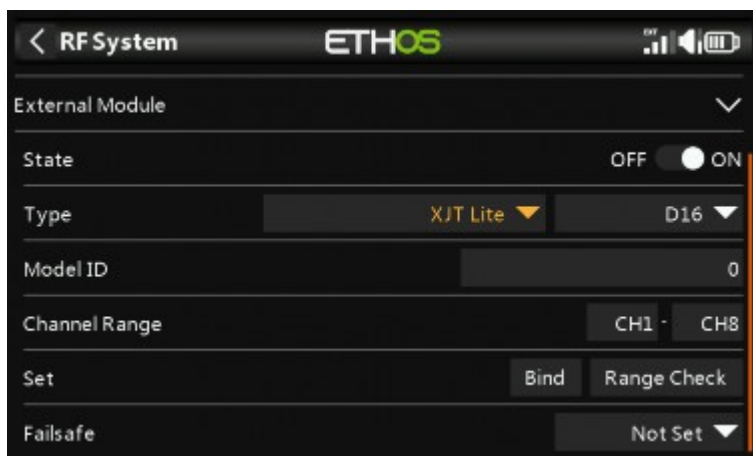 < RF System ETHOS EXT
External Module
State OFF ON
Type XJT Lite D16
Model ID 0
Channel Range CH1 - CH8
Set Bind Range Check
Failsafe Not Set